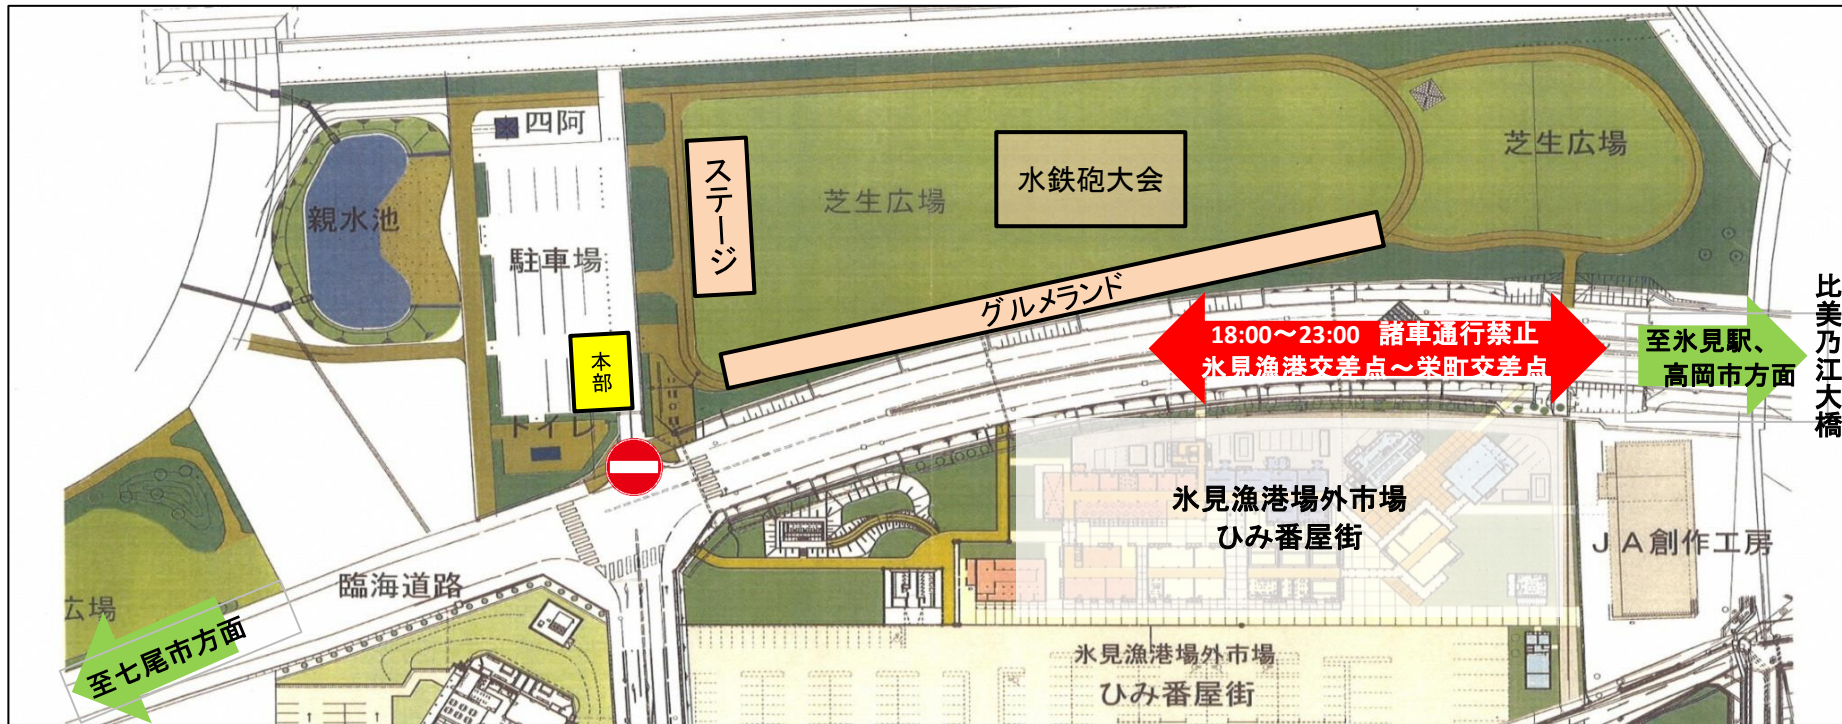 四阿
ステージ
芝生広場
水鉄砲大会
芝生広場
親水池
駐車場
グルメランド
18:00～23:00 諸車通行禁止
氷見漁港交差点～栄町交差点
至氷見駅、
高岡市方面
比美乃江大橋
本部
トイレ
氷見漁港場外市場
ひみ番屋街
ＪＡ創作工房
臨海道路
広場
至七尾市方面
氷見漁港場外市場
ひみ番屋街